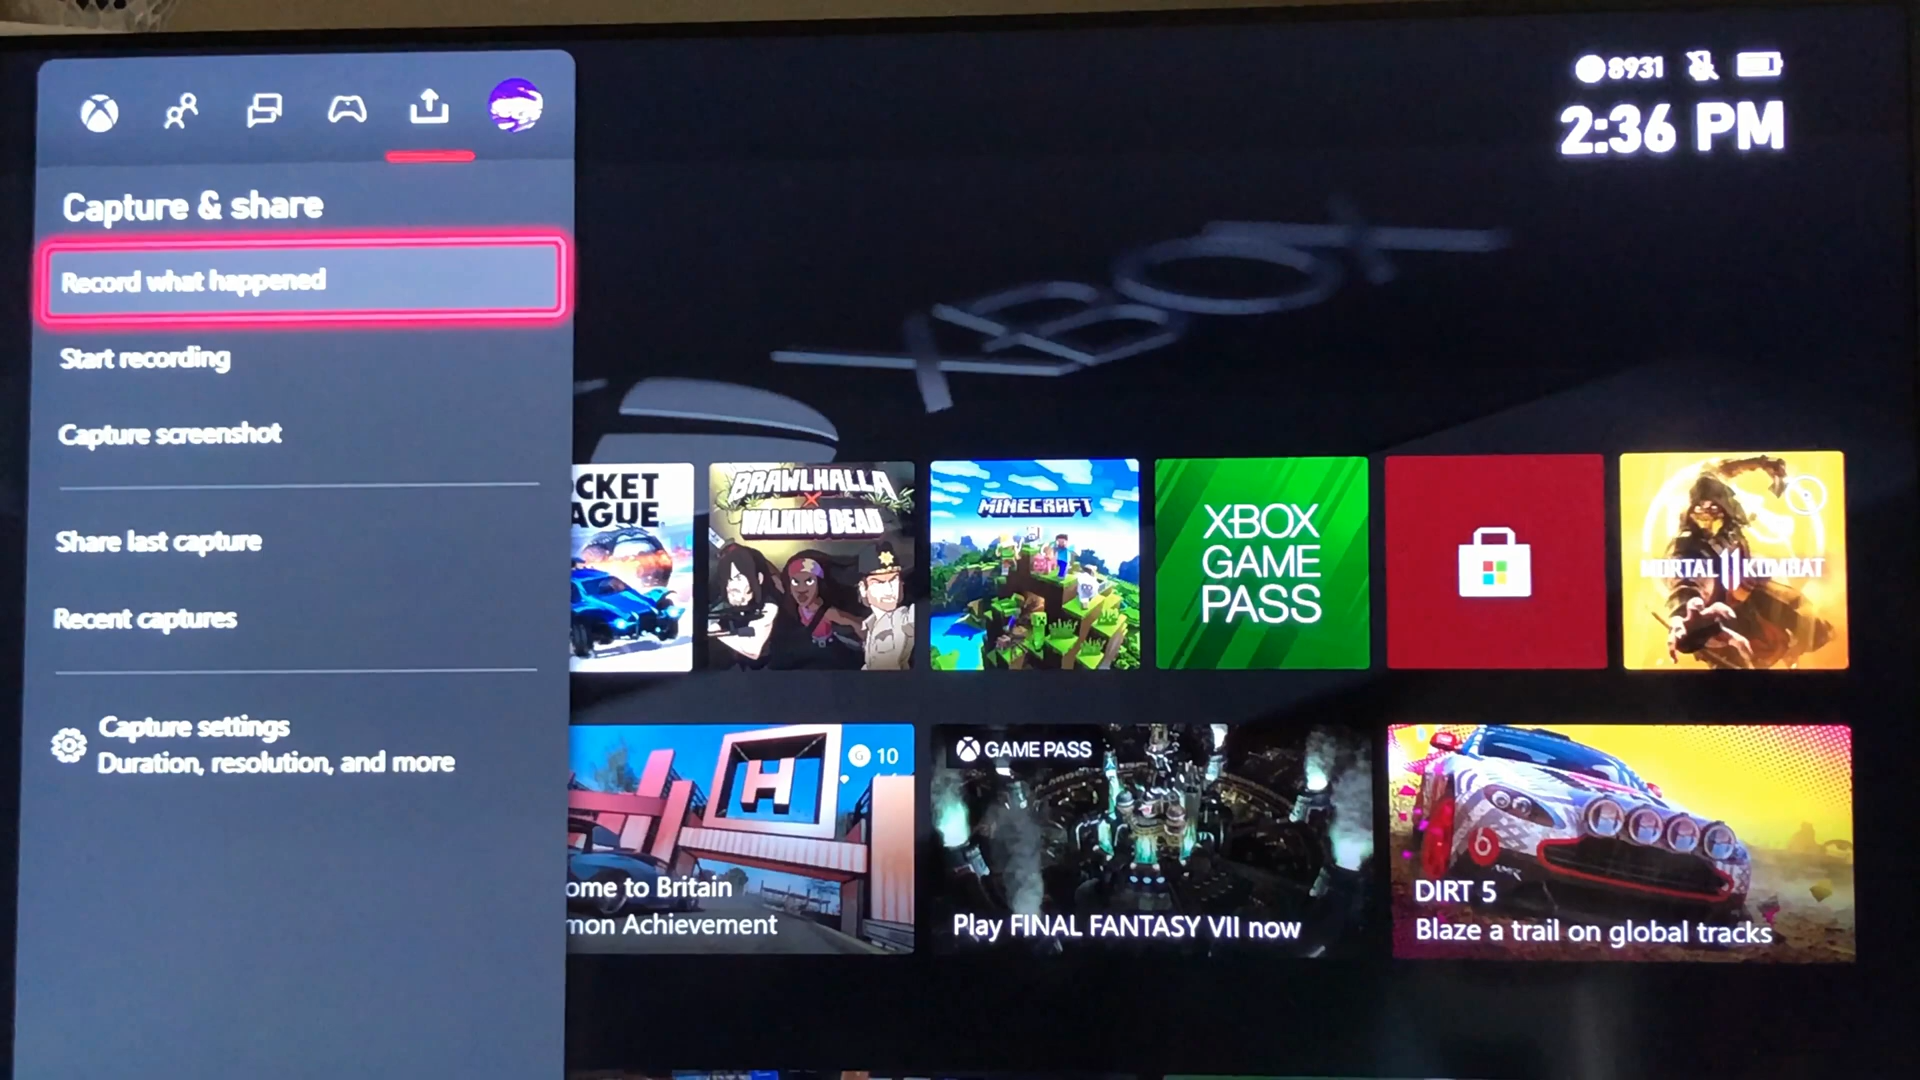 8931
2:36 PM
Capture & share
Record what happened
Start recording
Capture screenshot
Share last capture
Recent captures
Capture settings
Duration, resolution, and more
XBOX
CKET
AGUE
BRAWLHALLA
X
WALKING DEAD
MINECRAFT
XBOX
GAME
PASS
MORTAL 11 KOMBAT
H
G 10
ome to Britain
mon Achievement
GAME PASS
Play FINAL FANTASY VII now
DIRT 5
Blaze a trail on global tracks